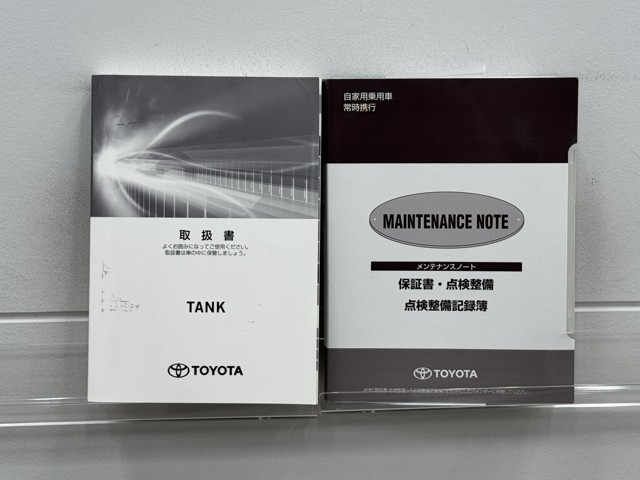 取扱書
よくお読みになってご使用ください。
取扱書は車の中に保管しましょう。
TANK
TOYOTA
自家用乗用車
常時携行
MAINTENANCE NOTE
メンテナンスノート
保証書・点検整備
点検整備記録簿
TOYOTA